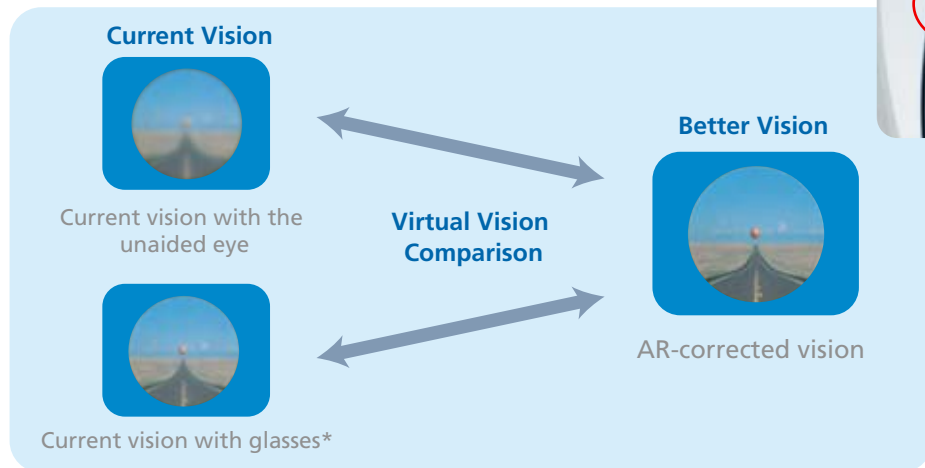 Current Vision
Current vision with the
unaided eye
Virtual Vision
Comparison
Better Vision
AR-corrected vision
Current vision with glasses*